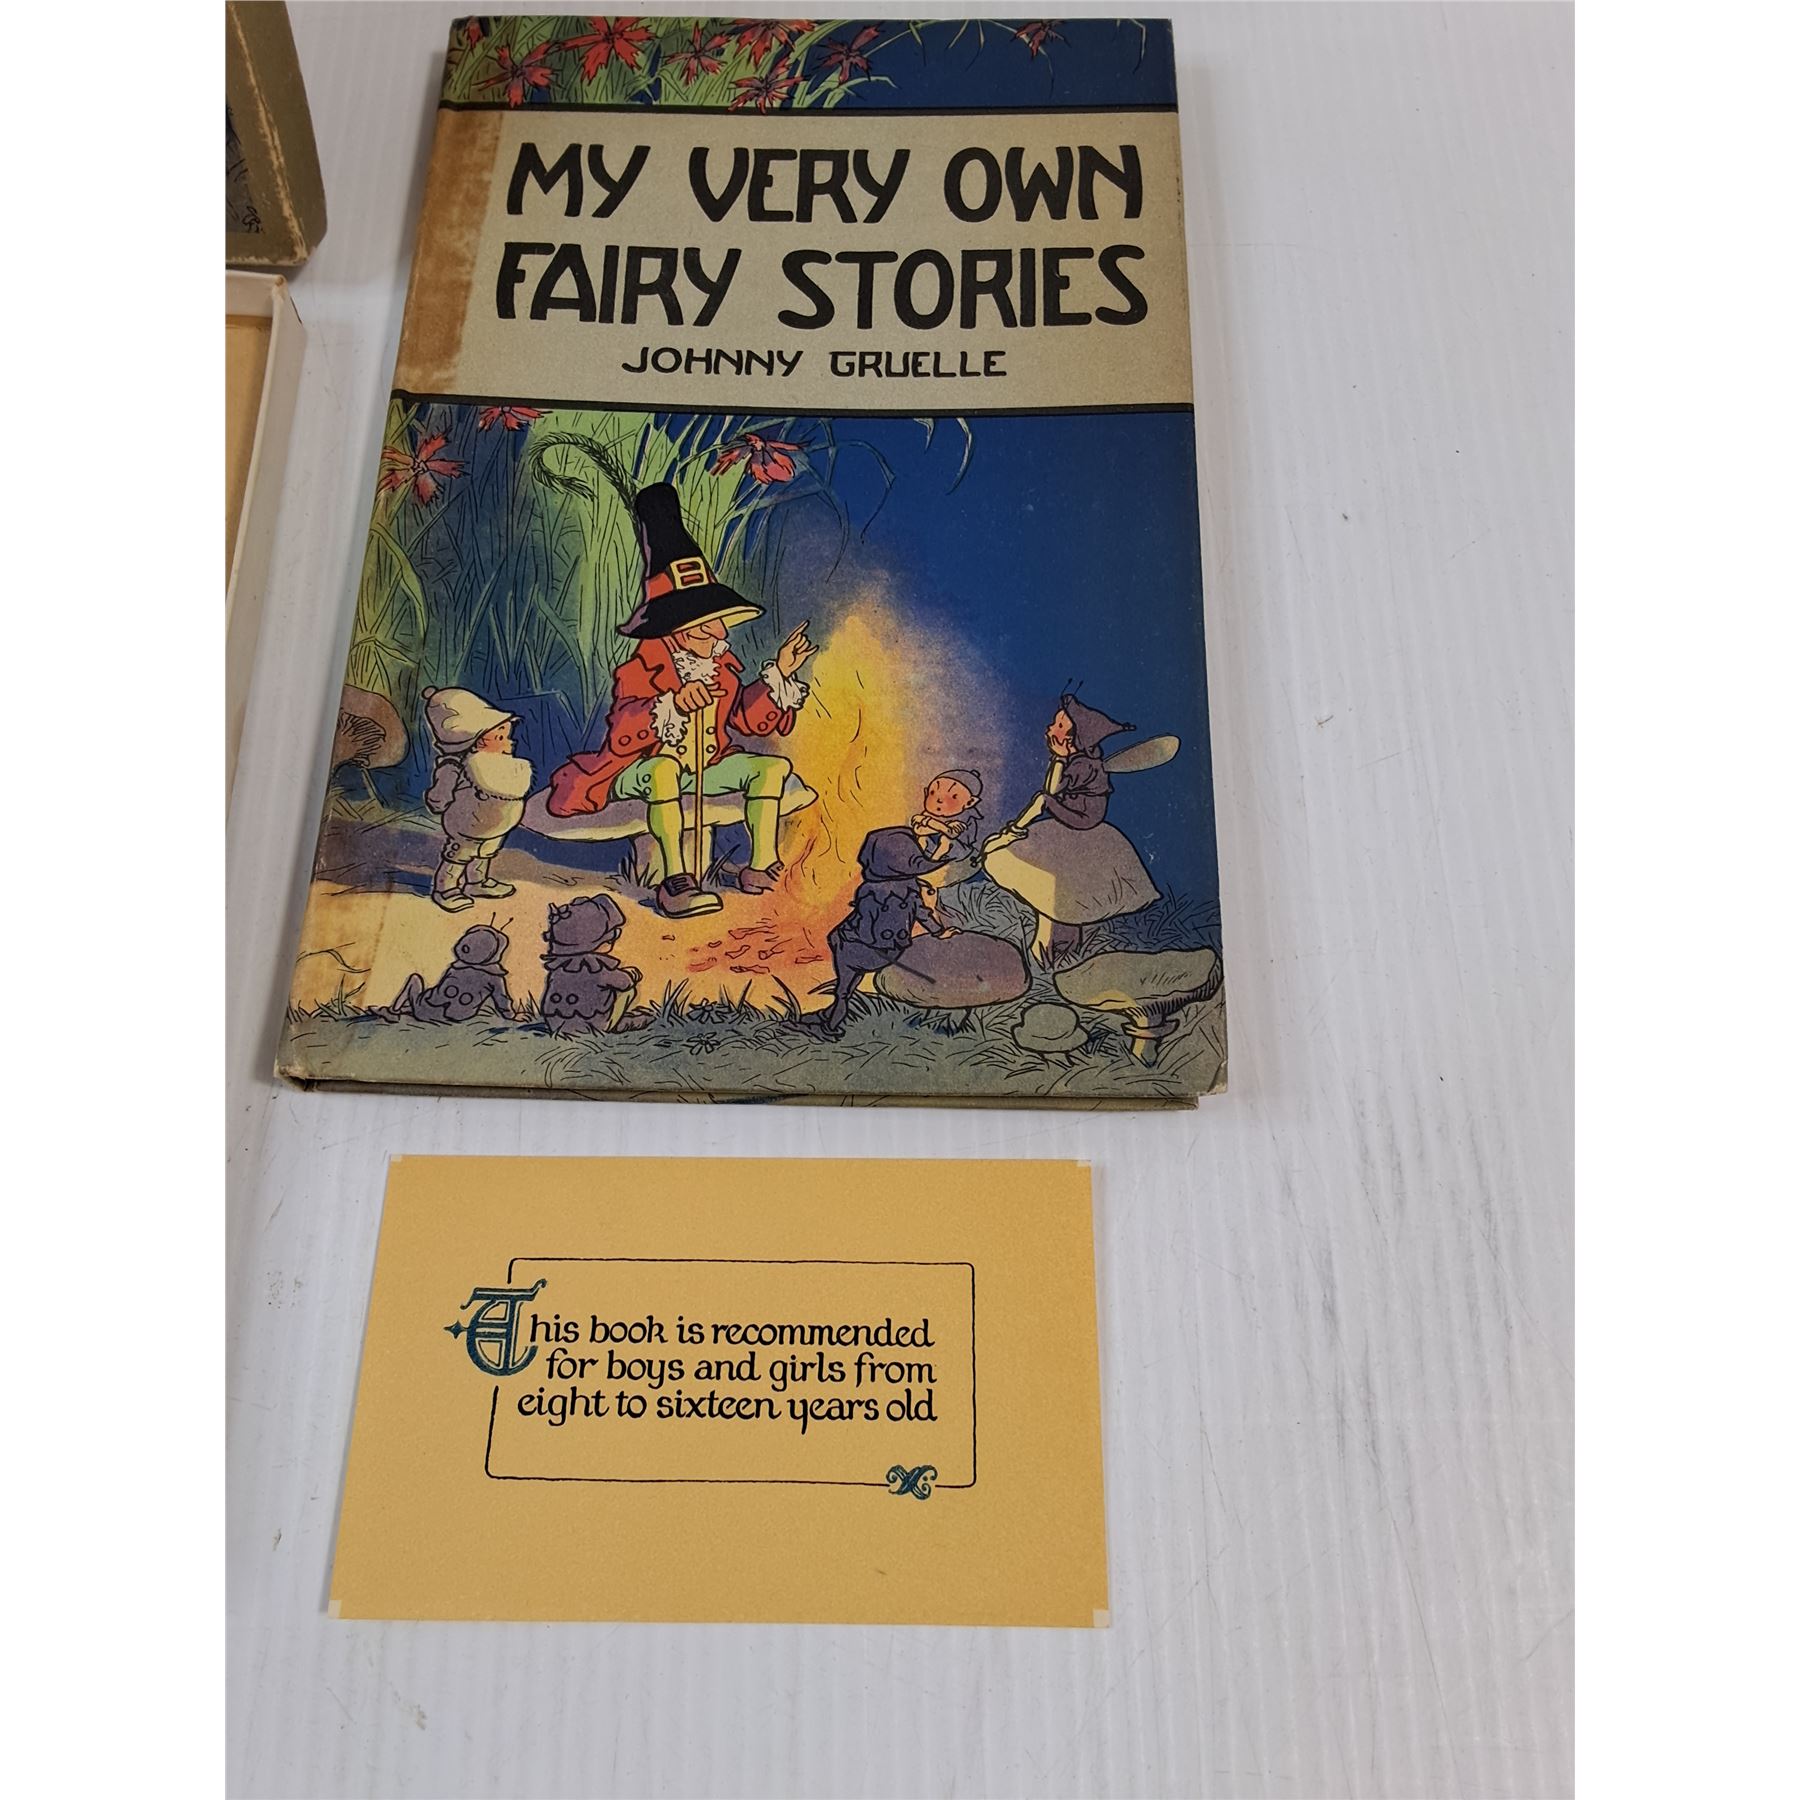 MY VERY OWN
FAIRY STORIES
JOHNNY GRUELLE
This book is recommended
for boys and girls from
eight to sixteen years old